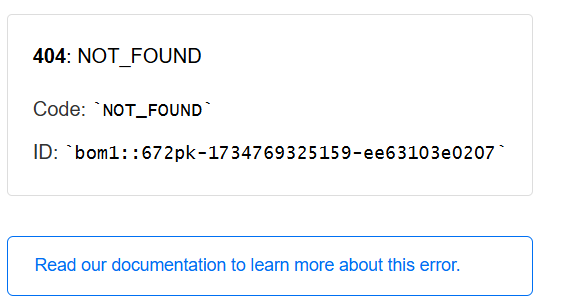 404: NOT_FOUND
Code: `NOT_FOUND`
ID: `bom1::672pk-1734769325159-ee63103e0207`
Read our documentation to learn more about this error.